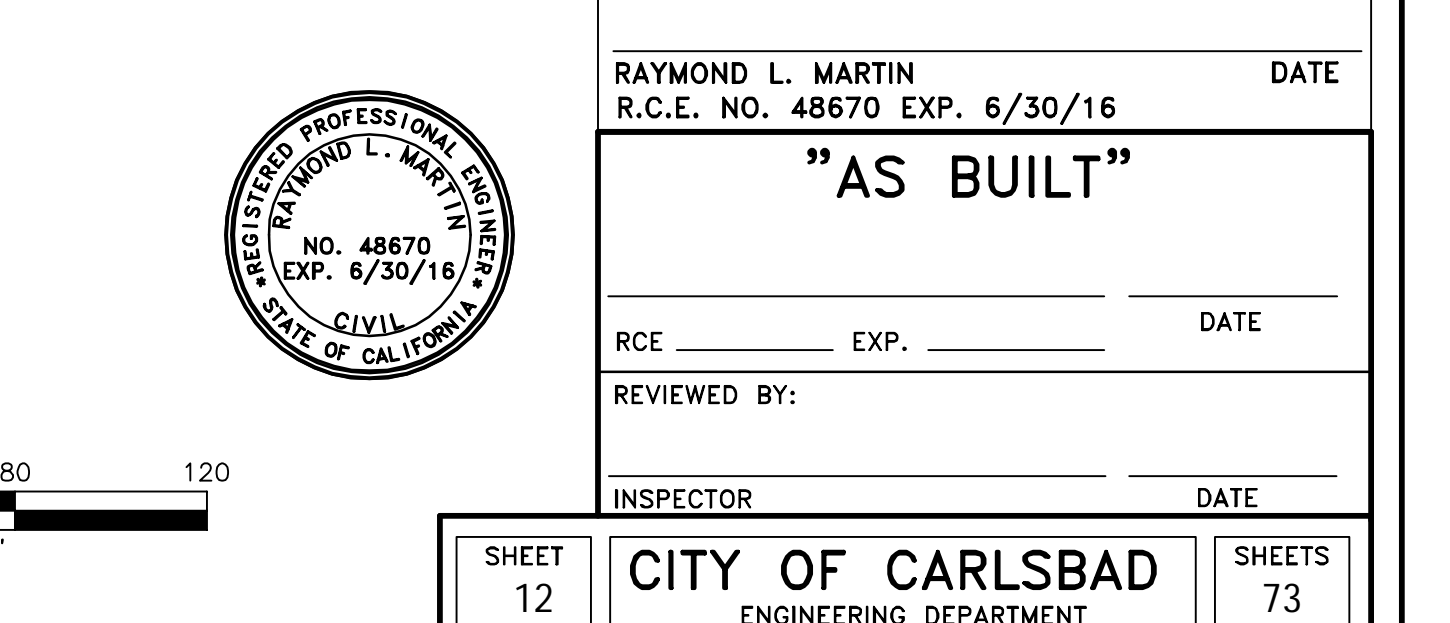 RAYMOND L. MARTIN DATE
R.C.E. NO. 48670 EXP. 6/30/16
REGISTERED PROFESSIONAL ENGINEER
RAYMOND L. MARTIN
NO. 48670
EXP. 6/30/16
CIVIL
* STATE OF CALIFORNIA *
"AS BUILT"
DATE
RCE EXP.
REVIEWED BY:
INSPECTOR DATE
80 120
'
SHEET
12
CITY OF CARLSBAD
ENGINEERING DEPARTMENT
SHEETS
73